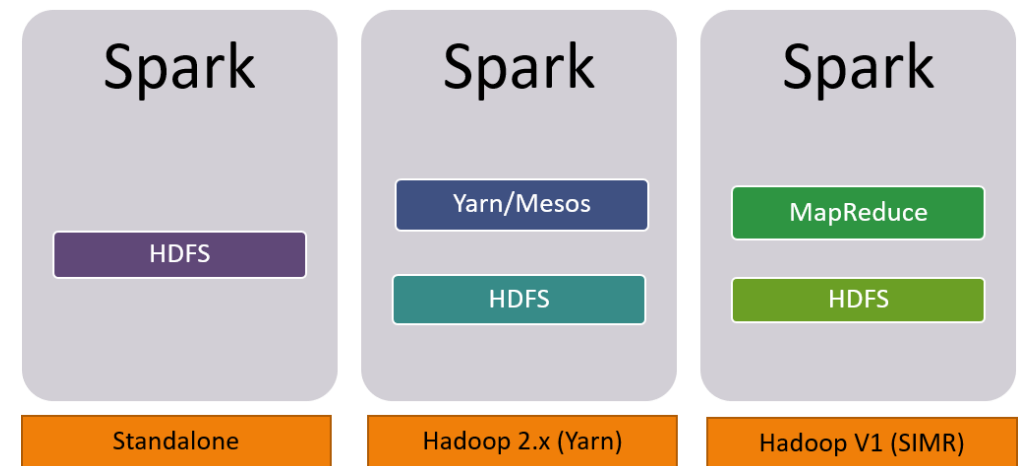 Spark
HDFS
Standalone
Spark
Yarn/Mesos
HDFS
Hadoop 2.x (Yarn)
Spark
MapReduce
HDFS
Hadoop V1 (SIMR)